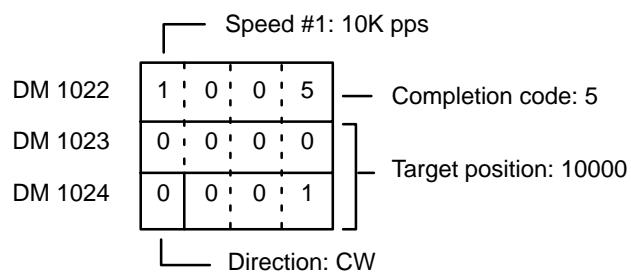 Speed #1: 10K pps
DM 1022 1 0 0 5 Completion code: 5
DM 1023 0 0 0 0
Target position: 10000
DM 1024 0 0 0 1
Direction: CW